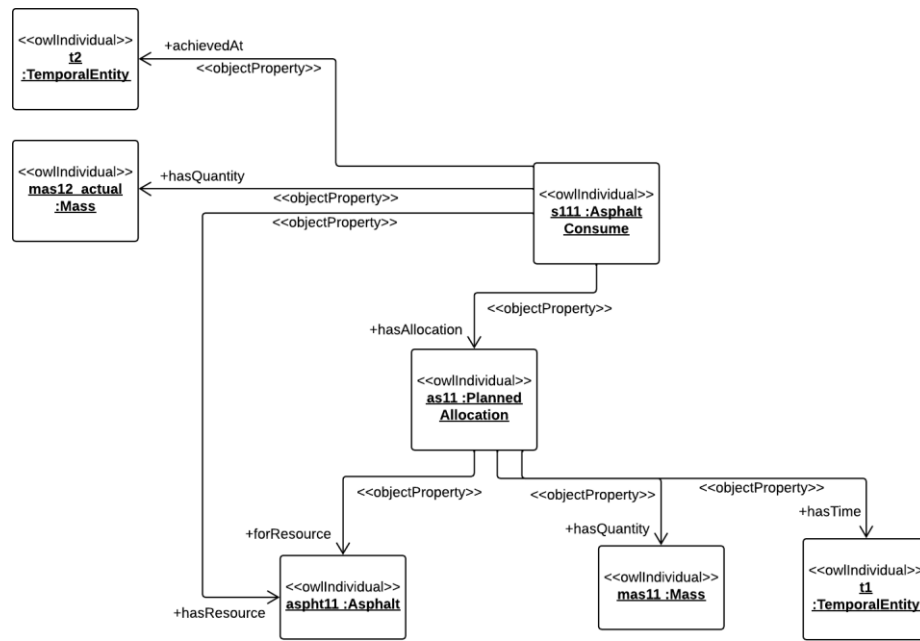 <<owlIndividual>>
t2
:TemporalEntity
+achievedAt
<<objectProperty>>
<<owlIndividual>>
mas12_actual
:Mass
+hasQuantity
<<objectProperty>>
<<objectProperty>>
<<owlIndividual>>
s111 :Asphalt
Consume
<<objectProperty>>
+hasAllocation
<<owlIndividual>>
as11 :Planned
Allocation
<<objectProperty>>
<<objectProperty>>
<<objectProperty>>
+forResource
+hasQuantity
+hasTime
+hasResource
<<owlIndividual>>
aspht11 :Asphalt
<<owlIndividual>>
mas11 :Mass
<<owlIndividual>>
t1
:TemporalEntity